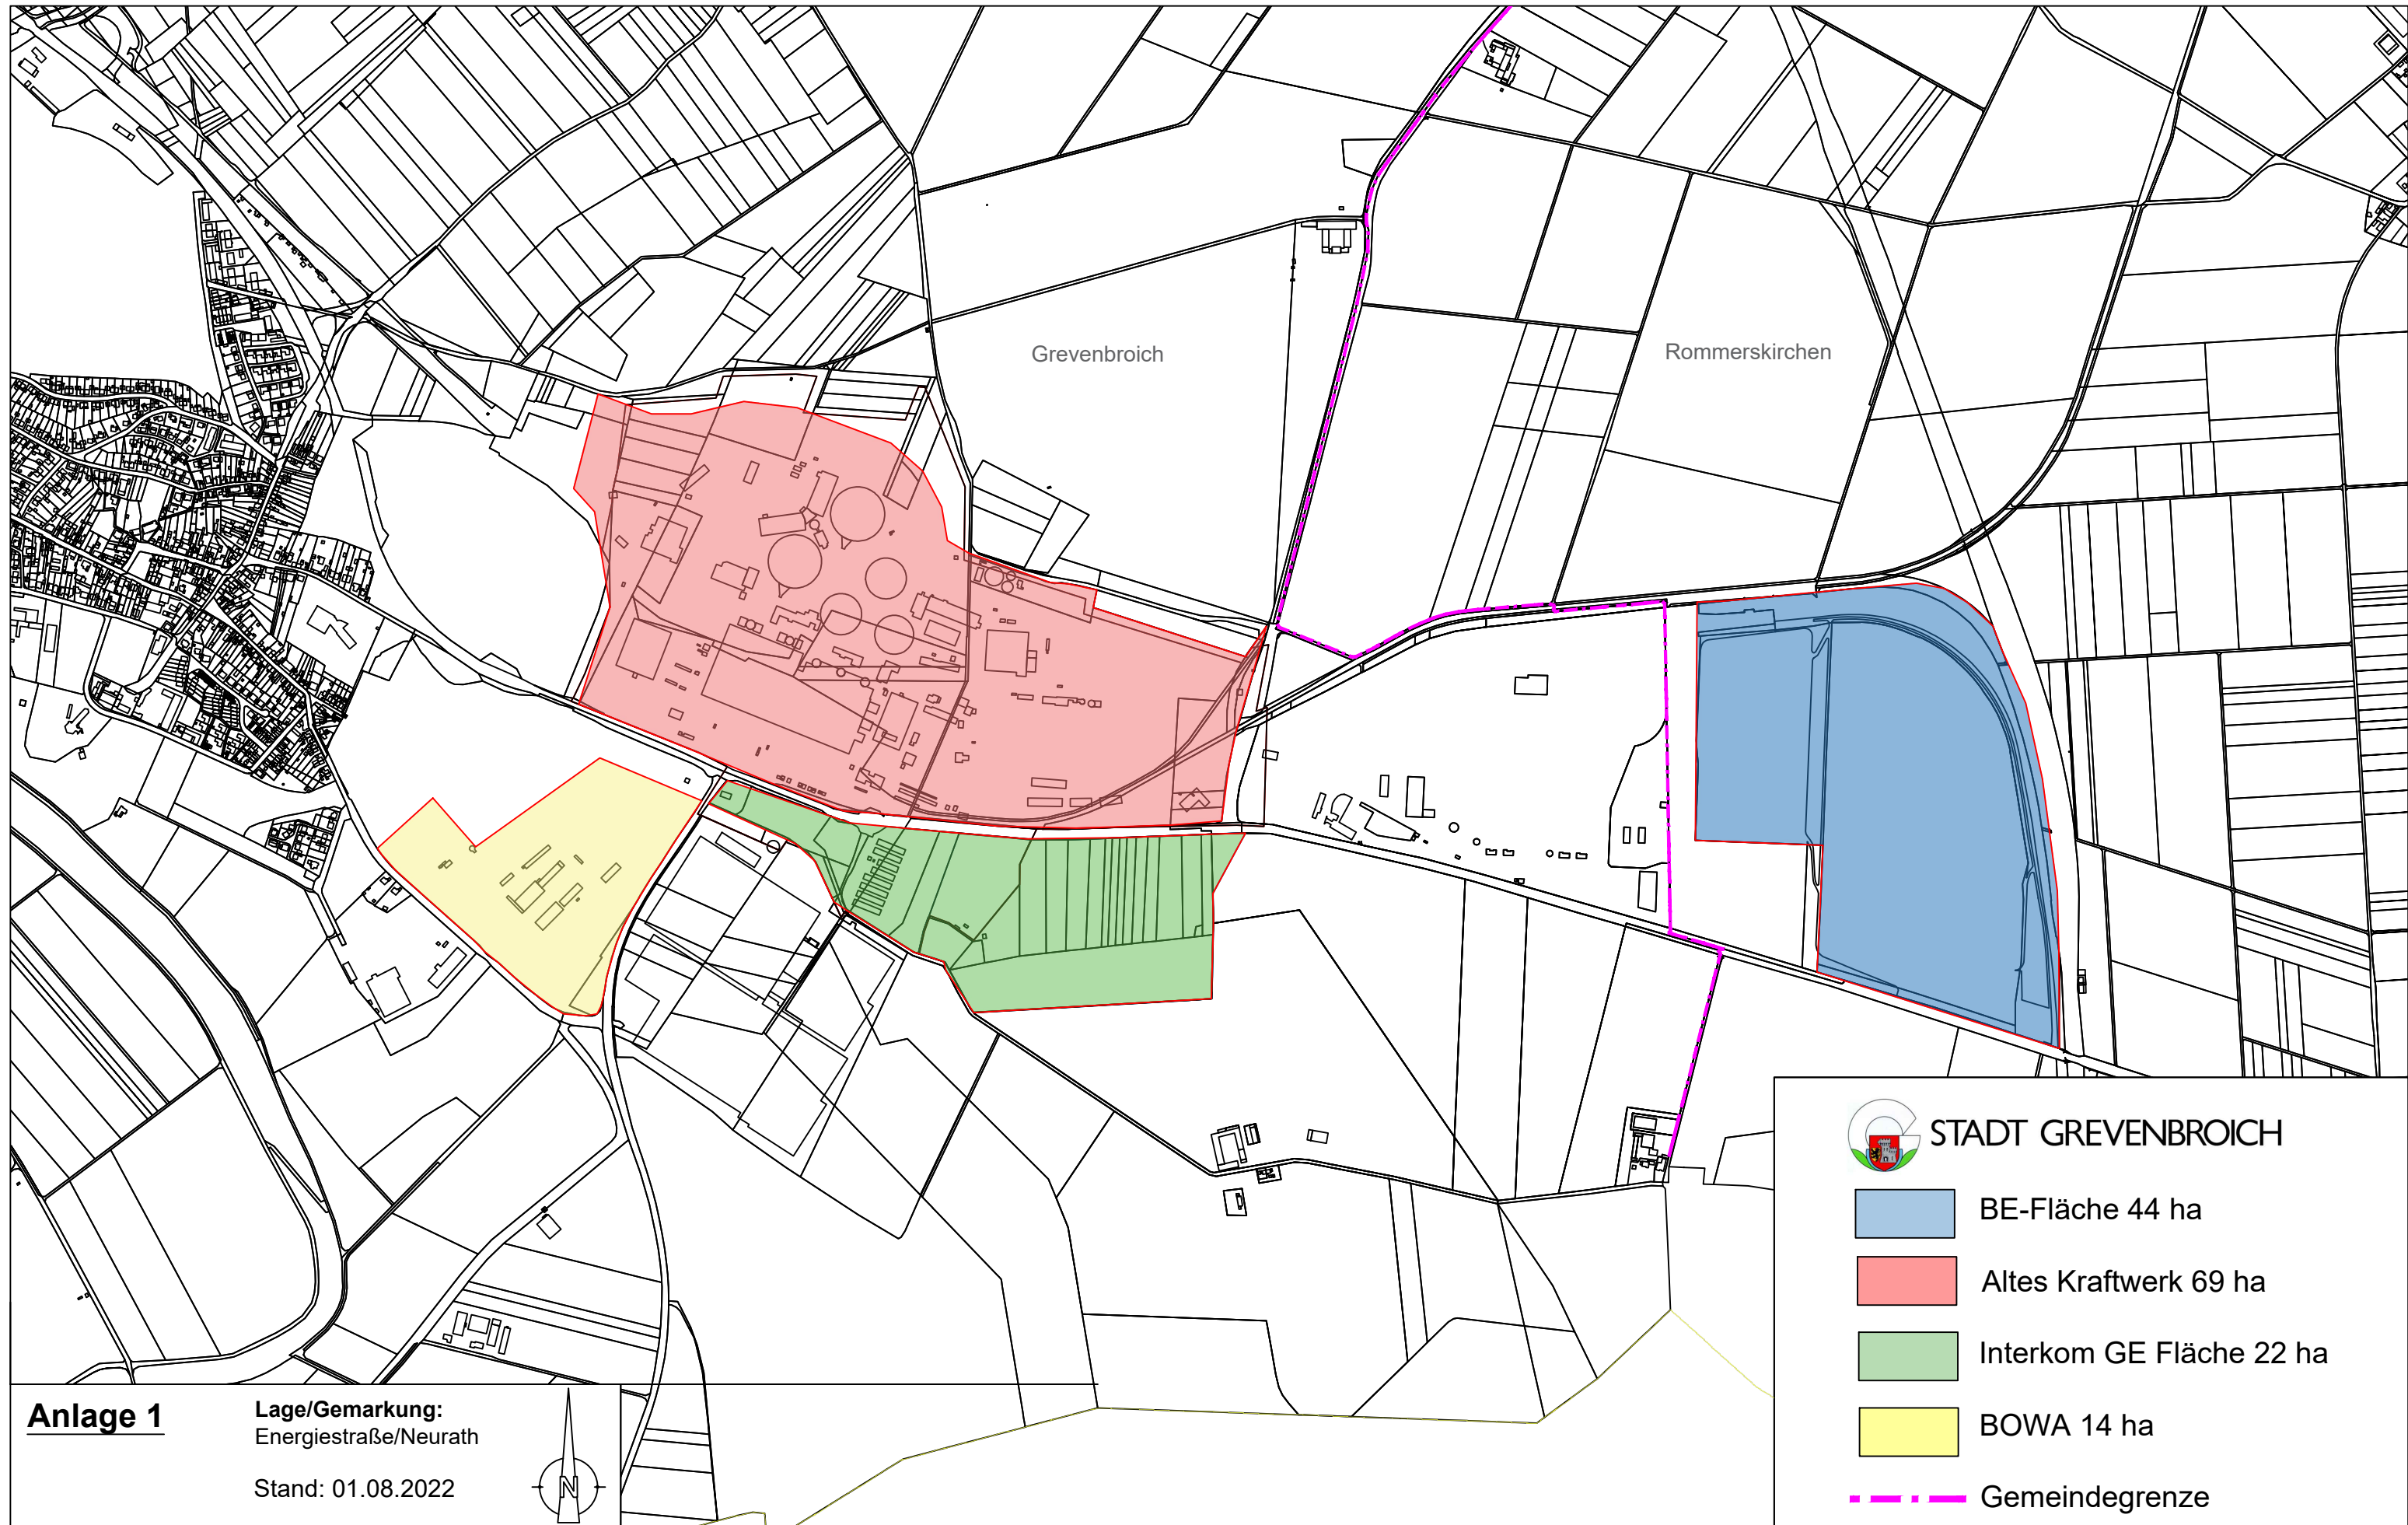 Grevenbroich
Rommerskirchen
STADT GREVENBROICH
BE-Fläche 44 ha
Altes Kraftwerk 69 ha
Interkom GE Fläche 22 ha
BOWA 14 ha
Gemeindegrenze
Anlage 1
Lage/Gemarkung:
Energiestraße/Neurath
Stand: 01.08.2022
N